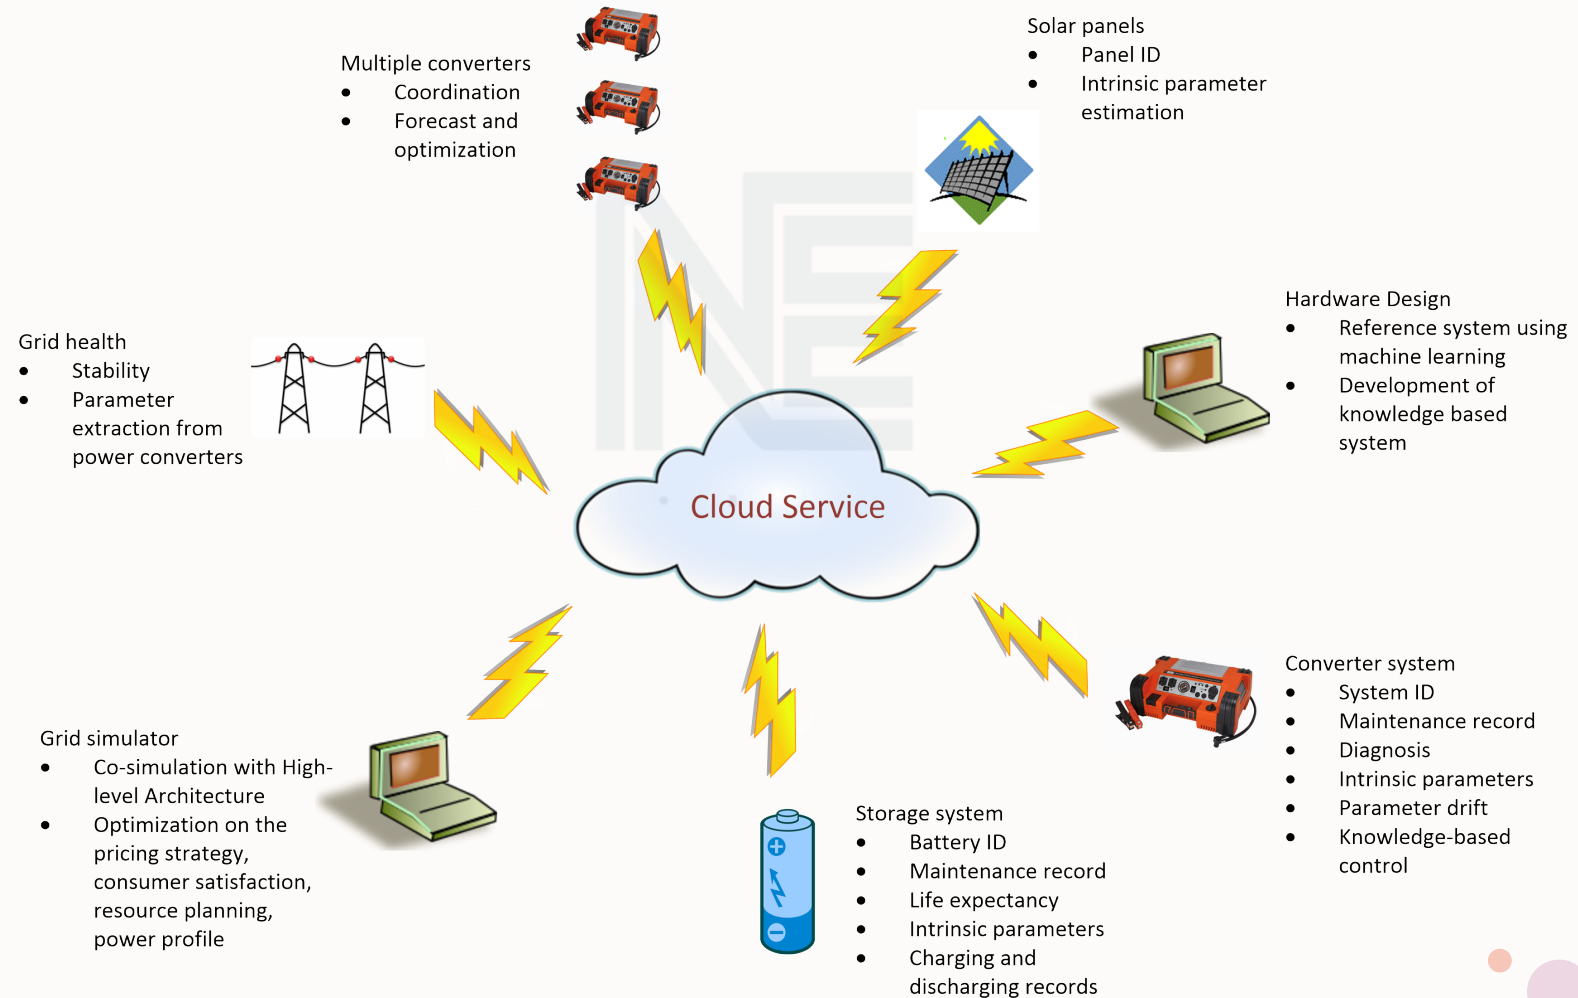 Multiple converters
• Coordination
• Forecast and
optimization
Solar panels
• Panel ID
• Intrinsic parameter
estimation
Grid health
• Stability
• Parameter
extraction from
power converters
Hardware Design
• Reference system using
machine learning
• Development of
knowledge based
system
Cloud Service
Grid simulator
• Co-simulation with High-
level Architecture
• Optimization on the
pricing strategy,
consumer satisfaction,
resource planning,
power profile
Storage system
• Battery ID
• Maintenance record
• Life expectancy
• Intrinsic parameters
• Charging and
discharging records
Converter system
• System ID
• Maintenance record
• Diagnosis
• Intrinsic parameters
• Parameter drift
• Knowledge-based
control